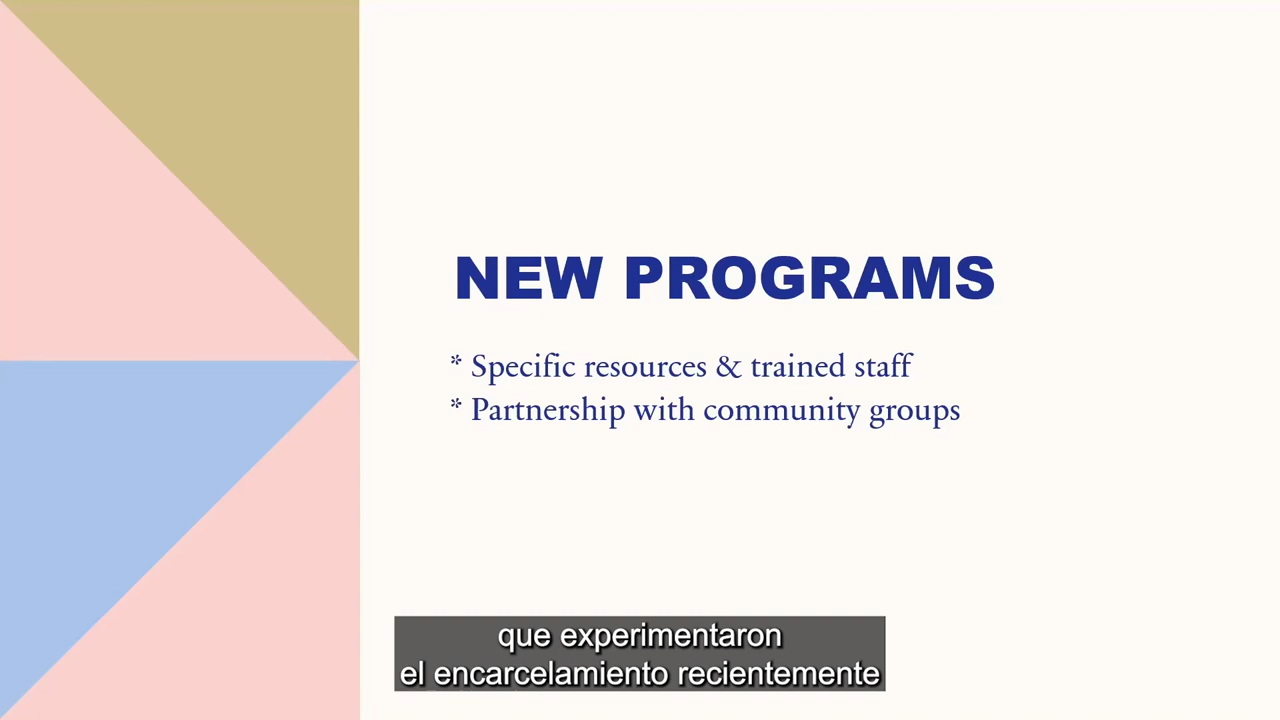 NEW PROGRAMS
* Specific resources & trained staff
* Partnership with community groups
que experimentaron
el encarcelamiento recientemente